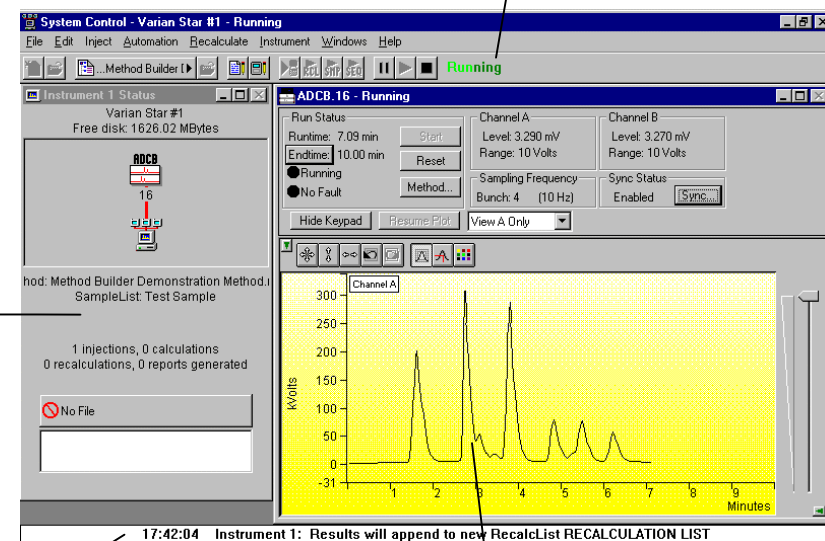 System Control - Varian Star #1 - Running
File Edit Inject Automation Recalculate Instrument Windows Help
...Method Builder D RCL SMP SEQ Running
Instrument 1 Status
Varian Star #1
Free disk: 1626.02 MBytes
ADCB
16
hod: Method Builder Demonstration Method.
SampleList: Test Sample
1 injections, 0 calculations
0 recalculations, 0 reports generated
No File
ADCB.16 - Running
Run Status
Runtime: 7.09 min Start
Endtime: 10.00 min Reset
Running
No Fault Method...
Channel A
Level: 3.290 mV
Range: 10 Volts
Channel B
Level: 3.270 mV
Range: 10 Volts
Sampling Frequency
Bunch: 4 (10 Hz)
Sync Status
Enabled Sync...
Hide Keypad Resume Plot View A Only
Channel A
300
250
200
150
100
50
0
-31
kVolts
1 2 3 4 5 6 7 8 9
Minutes
17:42:04 Instrument 1: Results will append to new RecalcList RECALCULATION LIST